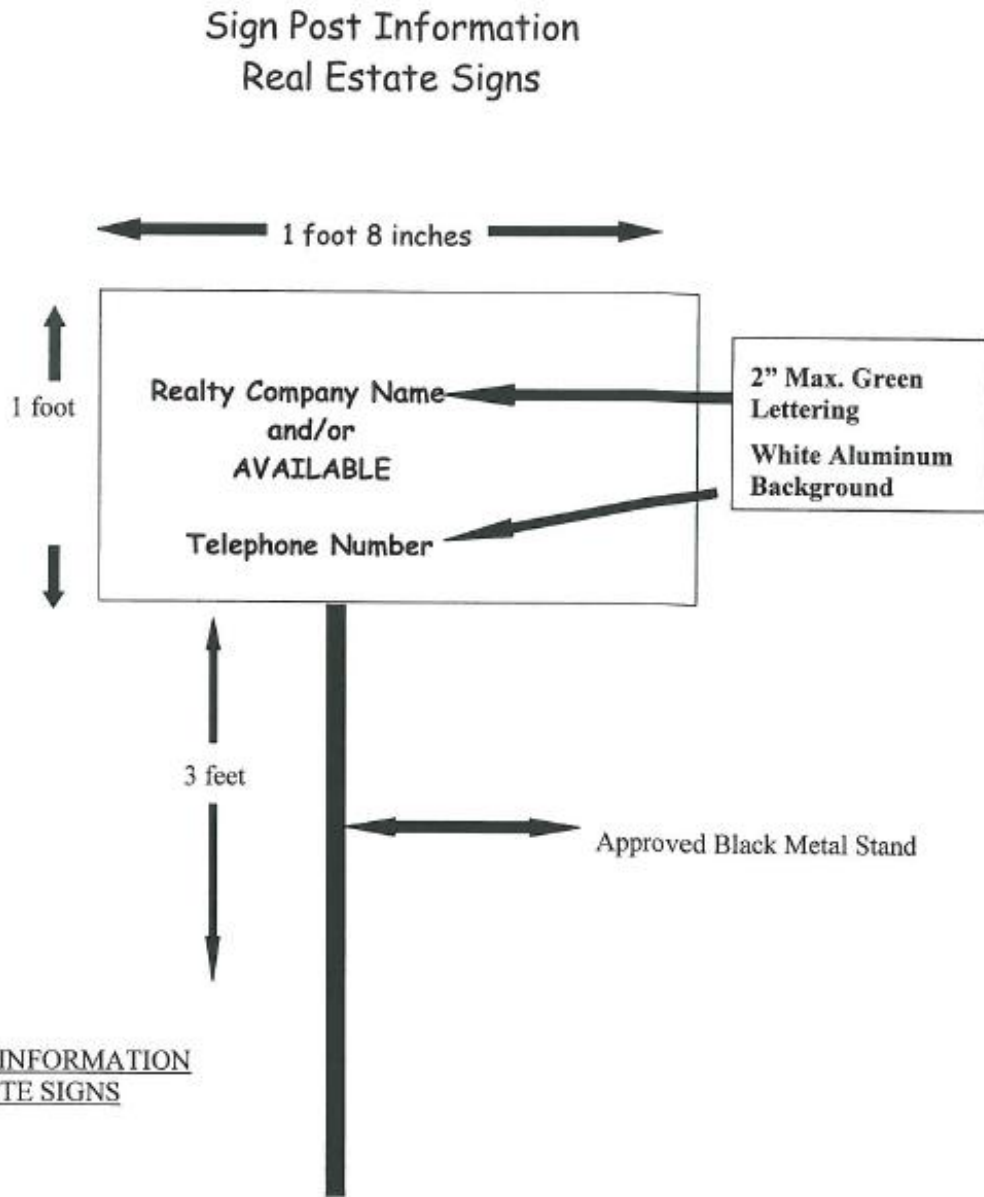 Sign Post Information
Real Estate Signs
1 foot 8 inches
1 foot
Realty Company Name
and/or
AVAILABLE
Telephone Number
2” Max. Green
Lettering
White Aluminum
Background
3 feet
Approved Black Metal Stand
INFORMATION
TE SIGNS